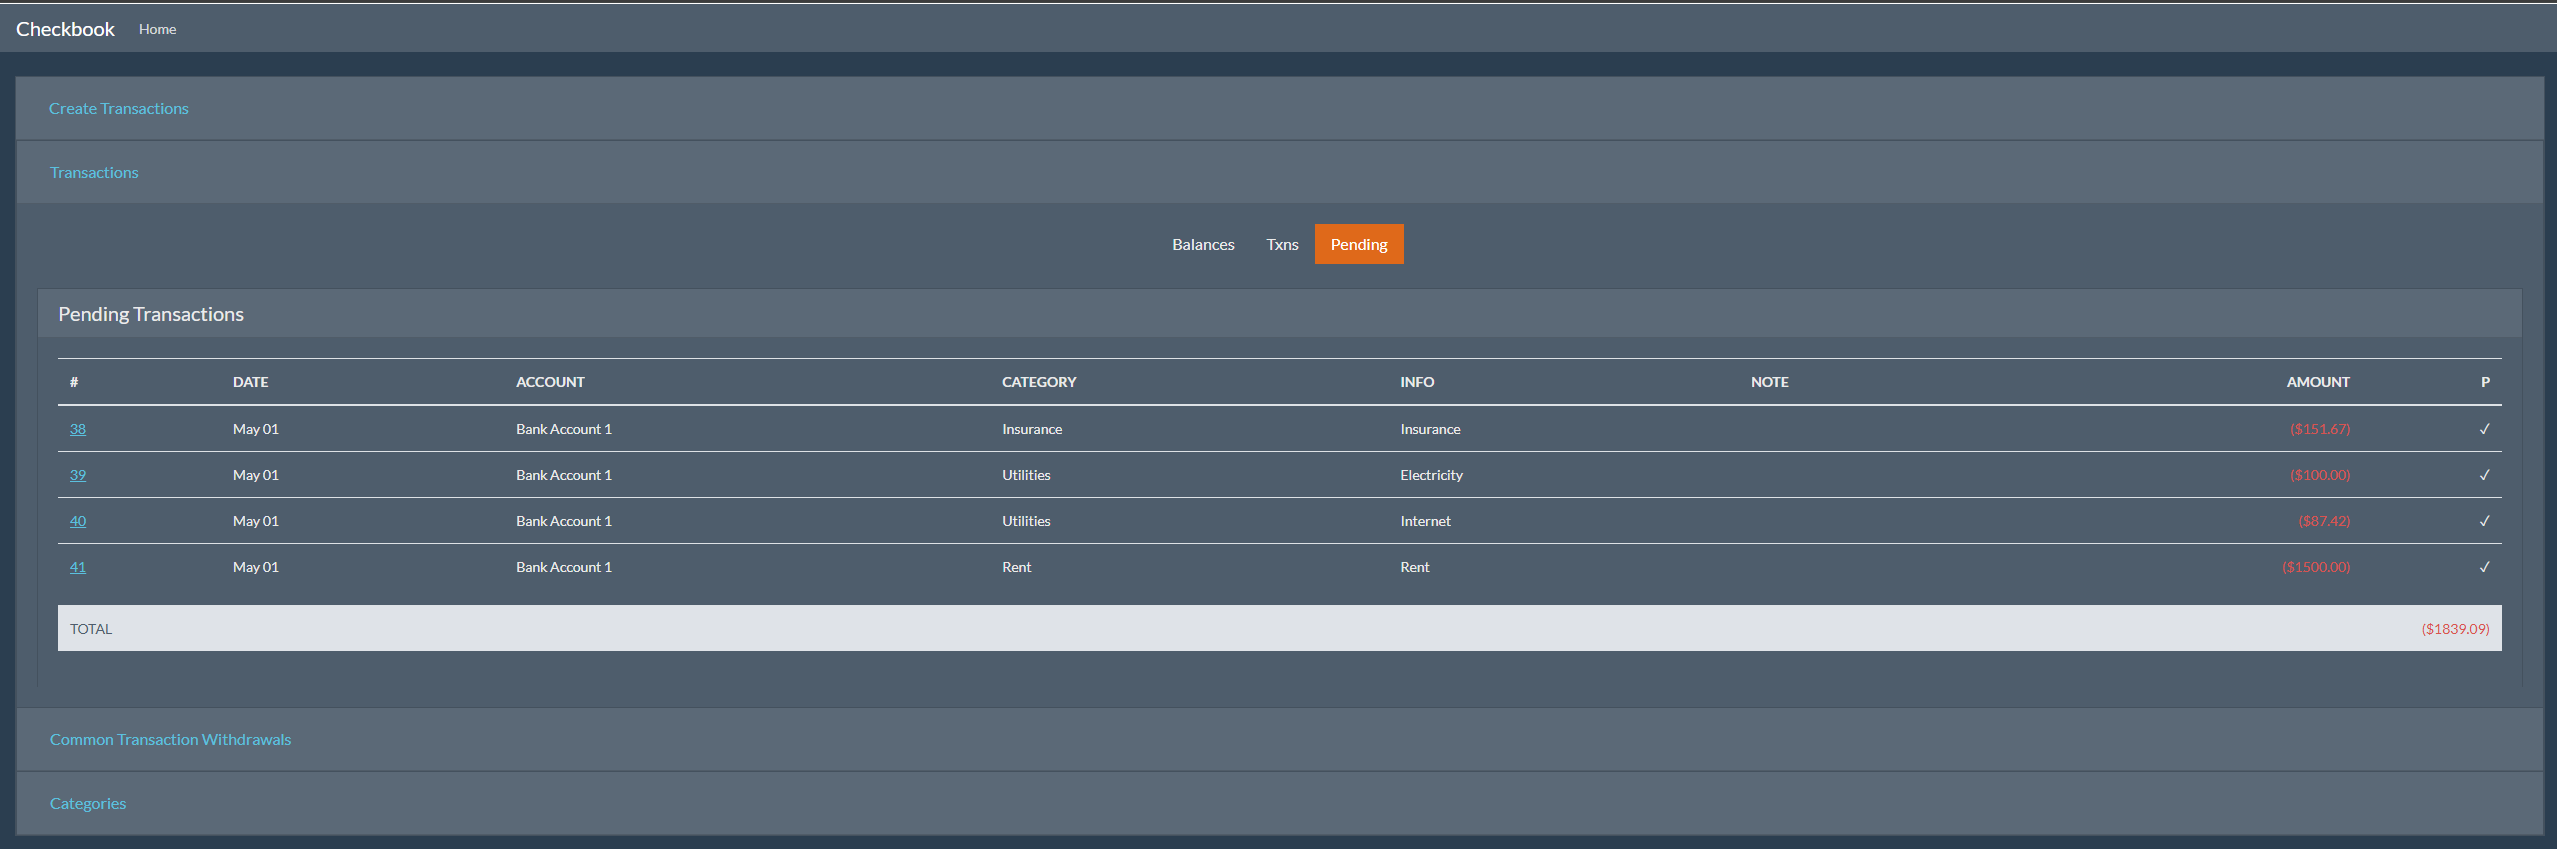 Checkbook Home
Create Transactions
Transactions
Balances Txns Pending
Pending Transactions
# DATE ACCOUNT CATEGORY INFO NOTE AMOUNT P
38 May 01 Bank Account 1 Insurance Insurance ($151.67) ✓
39 May 01 Bank Account 1 Utilities Electricity ($100.00) ✓
40 May 01 Bank Account 1 Utilities Internet ($87.42) ✓
41 May 01 Bank Account 1 Rent Rent ($1500.00) ✓
TOTAL ($1839.09)
Common Transaction Withdrawals
Categories